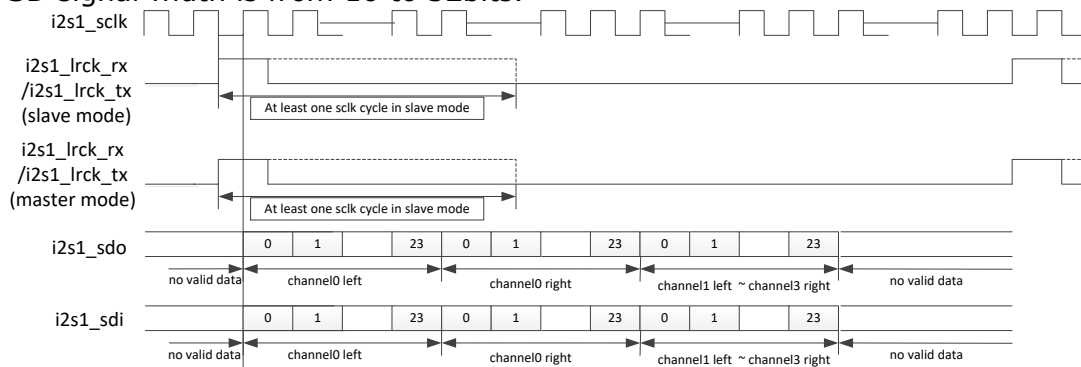 i2s1_sclk
i2s1_lrck_rx
/i2s1_lrck_tx
(slave mode)
At least one sclk cycle in slave mode
i2s1_lrck_rx
/i2s1_lrck_tx
(master mode)
At least one sclk cycle in slave mode
i2s1_sdo 0 1 23 0 1 23 0 1 23
no valid data channel0 left channel0 right channel1 left ~ channel3 right no valid data
i2s1_sdi 0 1 23 0 1 23 0 1 23
no valid data channel0 left channel0 right channel1 left ~ channel3 right no valid data